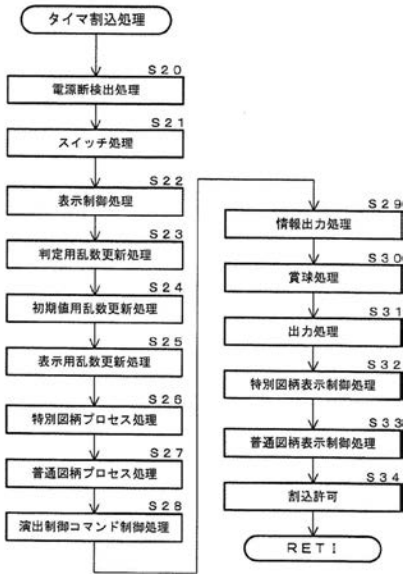 タイマ割込処理
S20
電源断検出処理
S21
スイッチ処理
S22
表示制御処理
S23
判定用乱数更新処理
S24
初期値用乱数更新処理
S25
表示用乱数更新処理
S26
特別図柄プロセス処理
S27
普通図柄プロセス処理
S28
演出制御コマンド制御処理
S29
情報出力処理
S30
賞球処理
S31
出力処理
S32
特別図柄表示制御処理
S33
普通図柄表示制御処理
S34
割込許可
RETI